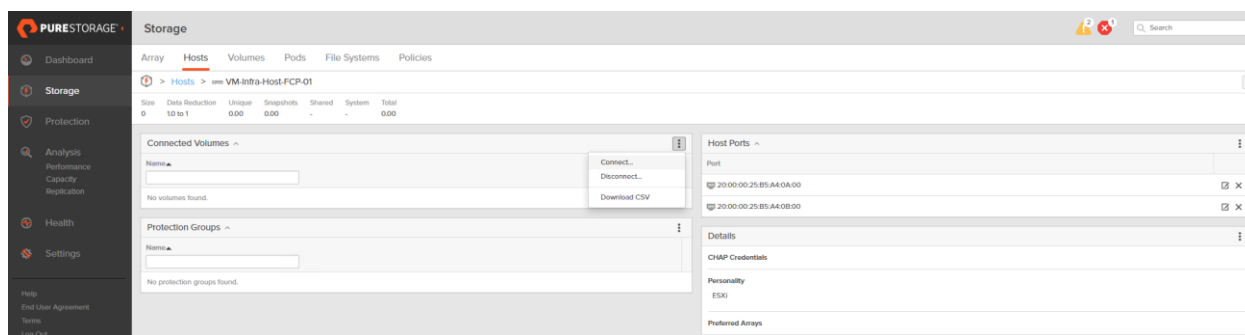 PURESTORAGE
Storage
2
1
Search
Dashboard
Storage
Protection
Analysis
Performance
Capacity
Replication
Health
Settings
Help
End User Agreement
Terms
Log Out
Array Hosts Volumes Pods File Systems Policies
> Hosts > VM-Infra-Host-FCP-01
Size Data Reduction Unique Snapshots Shared System Total
0 1.0 to 1 0.00 0.00 - - 0.00
Connected Volumes
Name
No volumes found.
Connect...
Disconnect...
Download CSV
Protection Groups
Name
No protection groups found.
Host Ports
Port
20:00:00:25:B5:A4:0A:00
20:00:00:25:B5:A4:0B:00
Details
CHAP Credentials
Personality
ESXi
Preferred Arrays